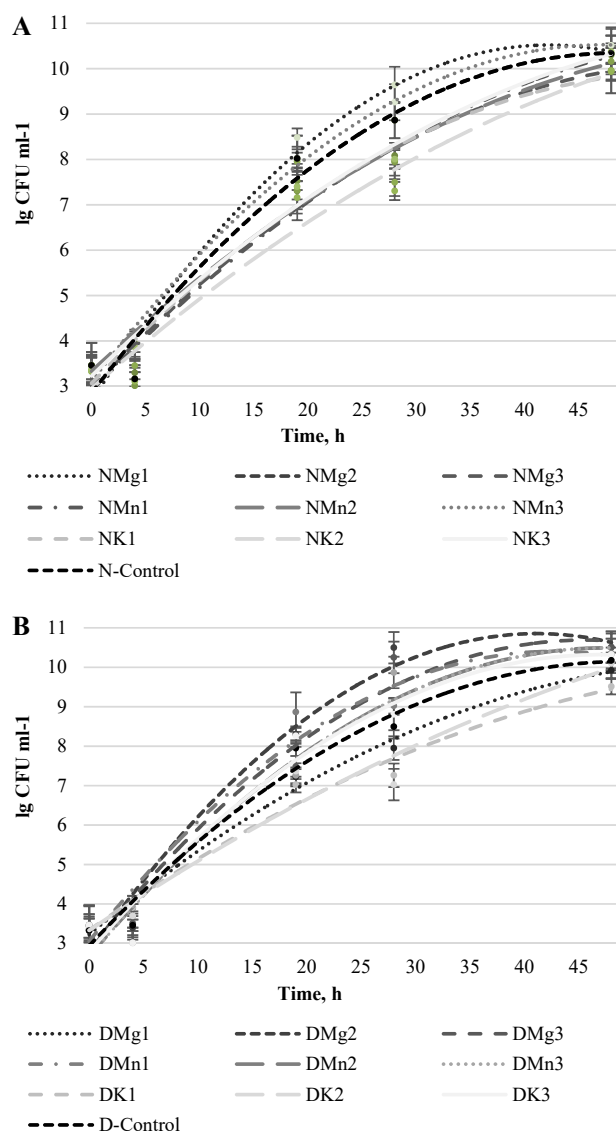 A
lg CFU ml-1
11
10
9
8
7
6
5
4
3
0 5 10 15 20 25 30 35 40 45
Time, h
NMg1 NMg2 NMg3
NMn1 NMn2 NMn3
NK1 NK2 NK3
N-Control
B
lg CFU ml-1
11
10
9
8
7
6
5
4
3
0 5 10 15 20 25 30 35 40 45
Time, h
DMg1 DMg2 DMg3
DMn1 DMn2 DMn3
DK1 DK2 DK3
D-Control